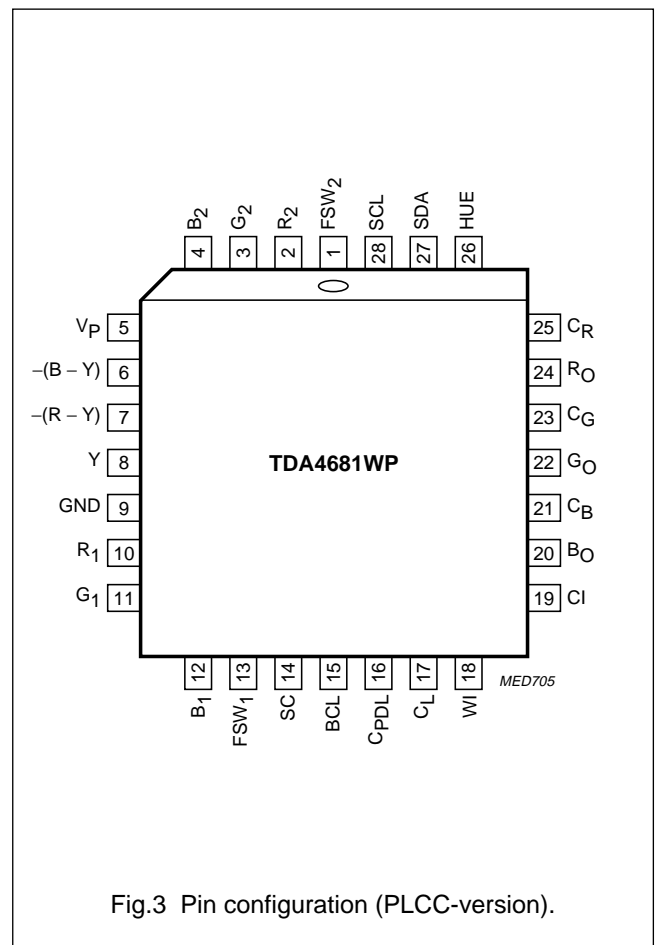 B2 G2 R2 FSW2 SCL SDA HUE
4 3 2 1 28 27 26
VP 5
−(B − Y) 6
−(R − Y) 7
Y 8
GND 9
R1 10
G1 11
TDA4681WP
25 CR
24 RO
23 CG
22 GO
21 CB
20 BO
19 CI
12 13 14 15 16 17 18
B1 FSW1 SC BCL CPDL CL WI
MED705
Fig.3 Pin configuration (PLCC-version).